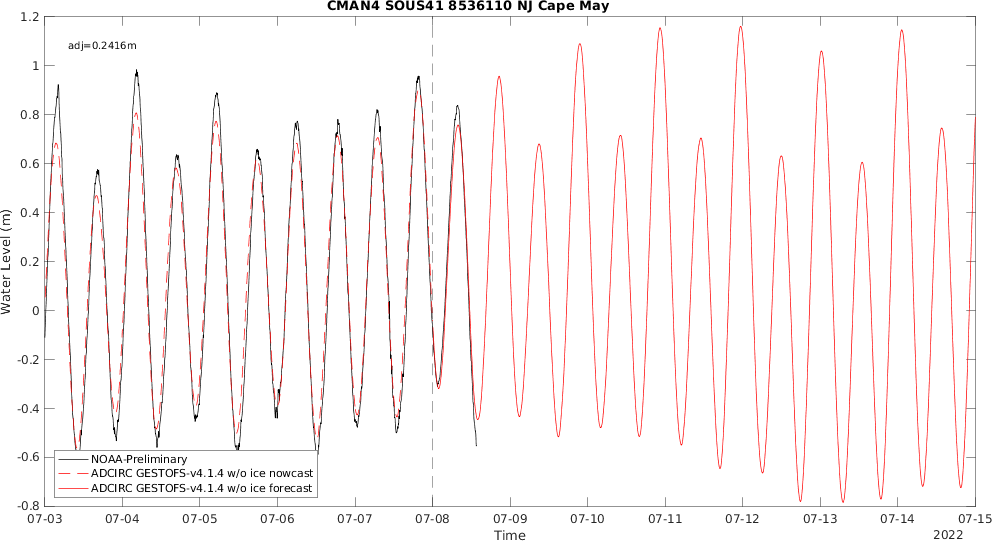 CMAN4 SOUS41 8536110 NJ Cape May
adj=0.2416m
Water Level (m)
1.2
1
0.8
0.6
0.4
0.2
0
-0.2
-0.4
-0.6
-0.8
NOAA-Preliminary
ADCIRC GESTOFS-v4.1.4 w/o ice nowcast
ADCIRC GESTOFS-v4.1.4 w/o ice forecast
07-03 07-04 07-05 07-06 07-07 07-08 07-09 07-10 07-11 07-12 07-13 07-14 07-15
Time
2022